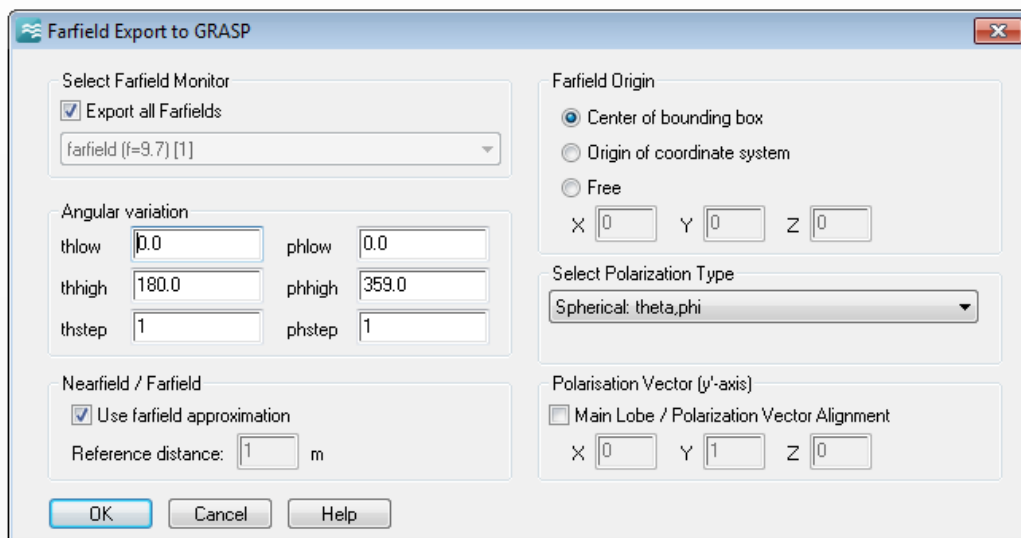 Farfield Export to GRASP
Select Farfield Monitor
Export all Farfields
farfield (f=9.7) [1]
Angular variation
thlow 0.0 phlow 0.0
thhigh 180.0 phhigh 359.0
thstep 1 phstep 1
Nearfield / Farfield
Use farfield approximation
Reference distance: 1 m
OK Cancel Help
Farfield Origin
Center of bounding box
Origin of coordinate system
Free
X 0 Y 0 Z 0
Select Polarization Type
Spherical: theta,phi
Polarisation Vector (y'-axis)
Main Lobe / Polarization Vector Alignment
X 0 Y 1 Z 0